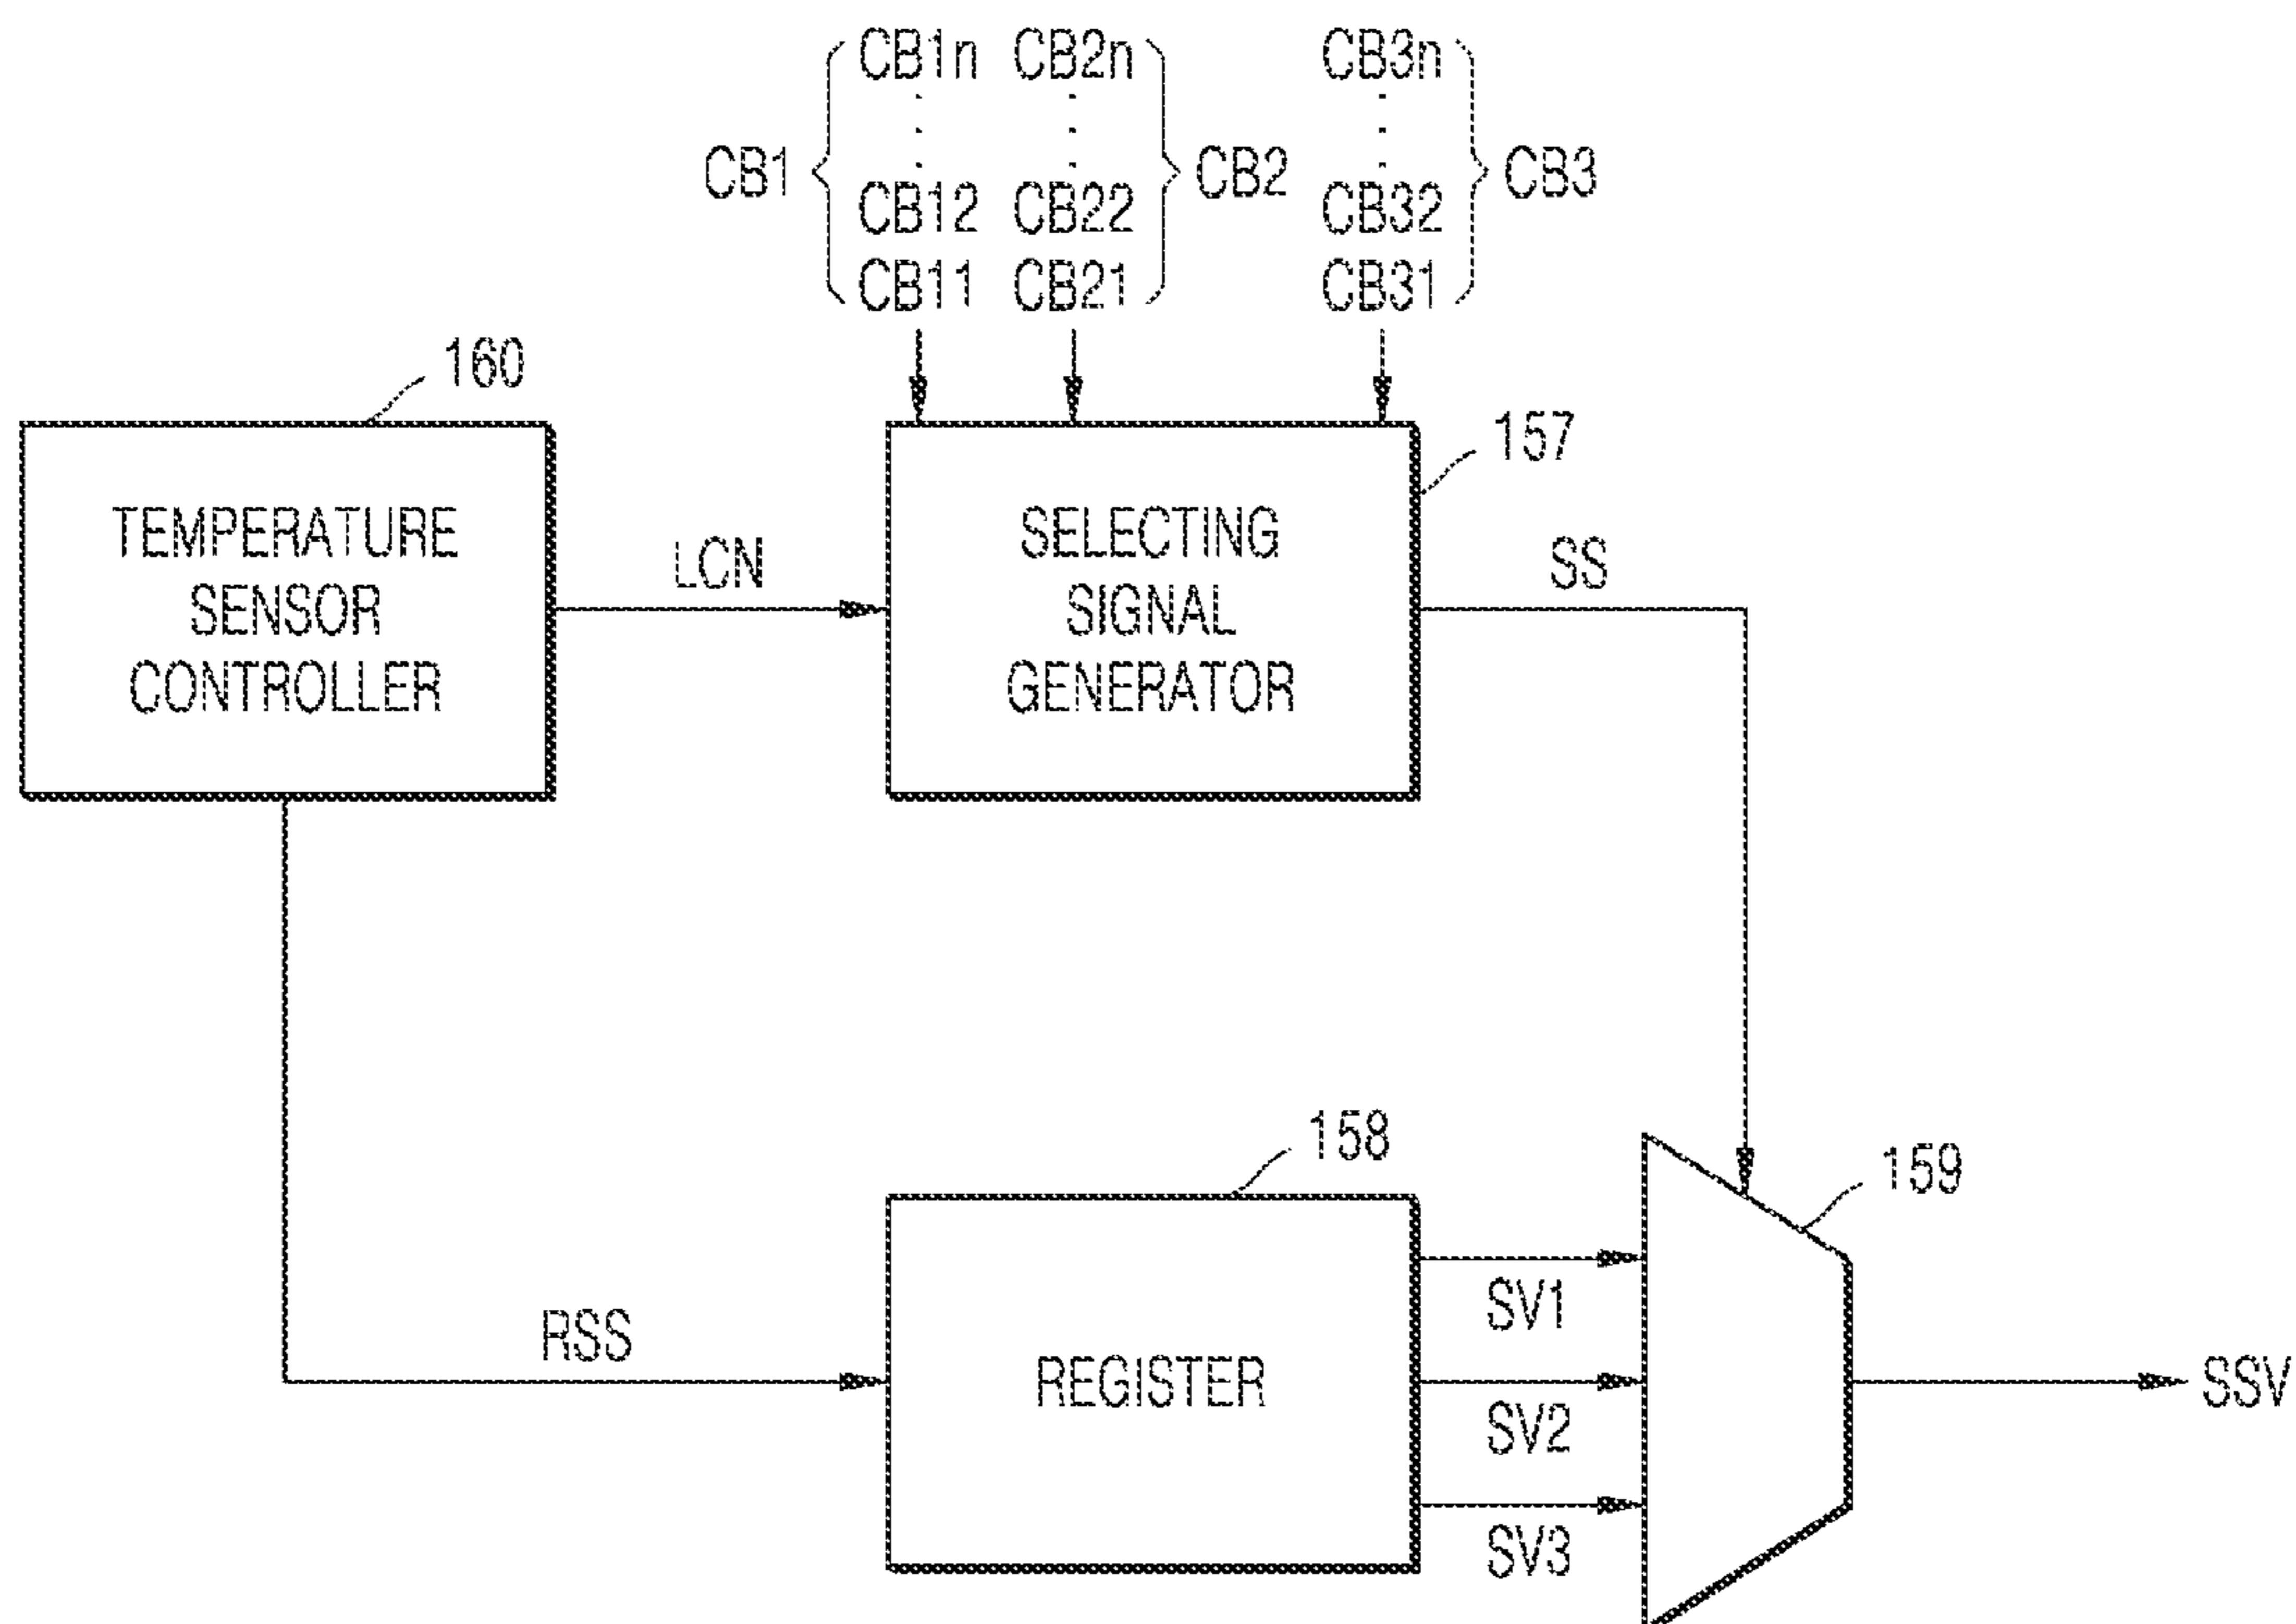 CB1n CB2n CB3n
CB1 CB2 CB3
CB12 CB22 CB32
CB11 CB21 CB31
160
157
TEMPERATURE
SENSOR
CONTROLLER
LCN
SELECTING
SIGNAL
GENERATOR
SS
158
159
RSS
REGISTER
SV1
SV2
SV3
SSV